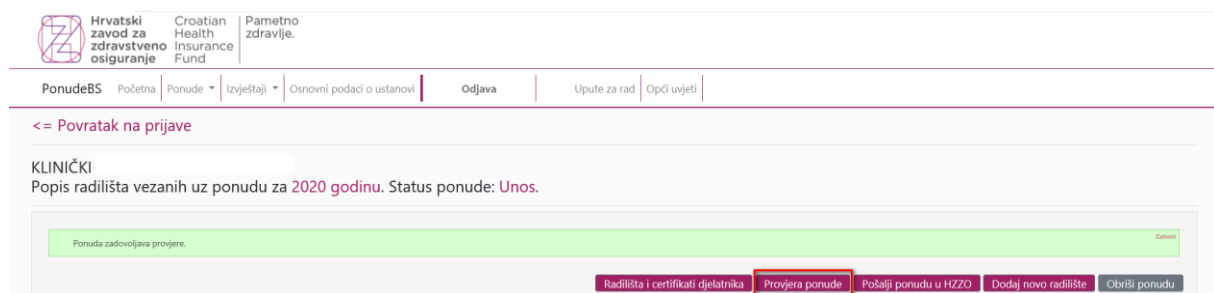 Hrvatski zavod za zdravstveno osiguranje
Croatian Health Insurance Fund
Pametno zdravlje.
PonudeBS Početna Ponude Izvještaji Osnovni podaci o ustanovi Odjava Upute za rad Opći uvjeti
<= Povratak na prijave
KLINIČKI
Popis radilišta vezanih uz ponudu za 2020 godinu. Status ponude: Unos.
Ponuda zadovoljava provjere. Zatvori
Radilišta i certifikati djelatnika Provjera ponude Pošalji ponudu u HZZO Dodaj novo radilište Obriši ponudu